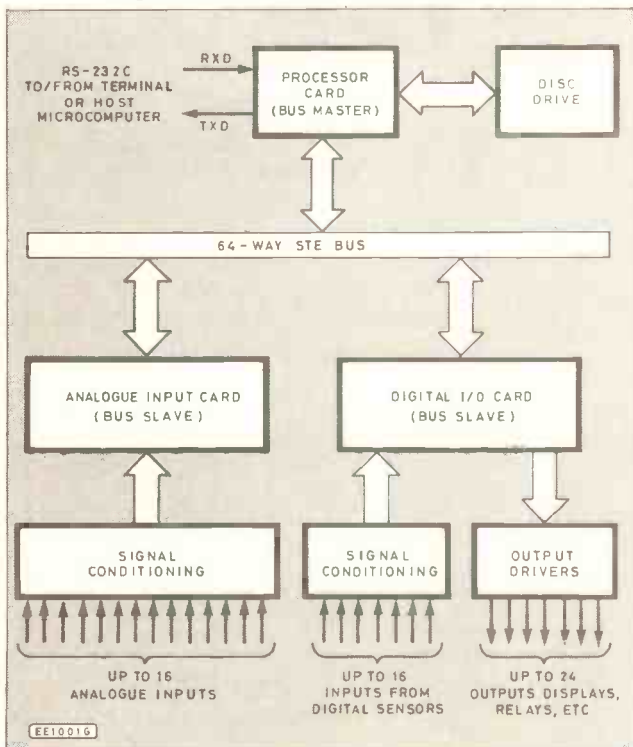 RS-232C
TO/FROM TERMINAL
OR HOST
MICROCOMPUTER
RXD
TXD
PROCESSOR
CARD
(BUS MASTER)
DISC
DRIVE
64-WAY STE BUS
ANALOGUE INPUT CARD
(BUS SLAVE)
DIGITAL I/O CARD
(BUS SLAVE)
SIGNAL
CONDITIONING
SIGNAL
CONDITIONING
OUTPUT
DRIVERS
UP TO 16
ANALOGUE INPUTS
UP TO 16
INPUTS FROM
DIGITAL SENSORS
UP TO 24
OUTPUTS DISPLAYS,
RELAYS, ETC
EE1001G